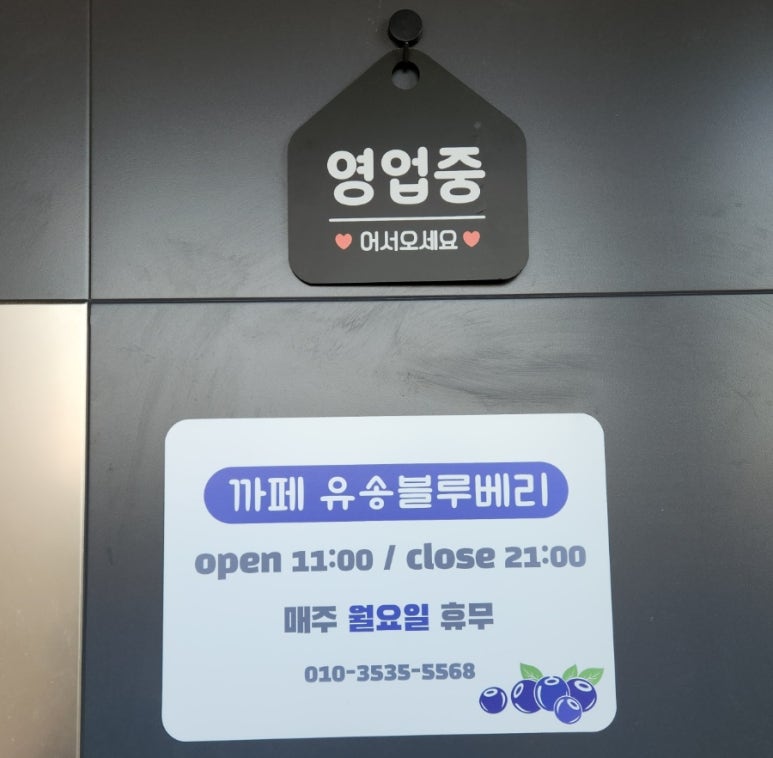 영업중
♥ 어서오세요 ♥
까페 유송블루베리
open 11:00 / close 21:00
매주 월요일 휴무
010-3535-5568